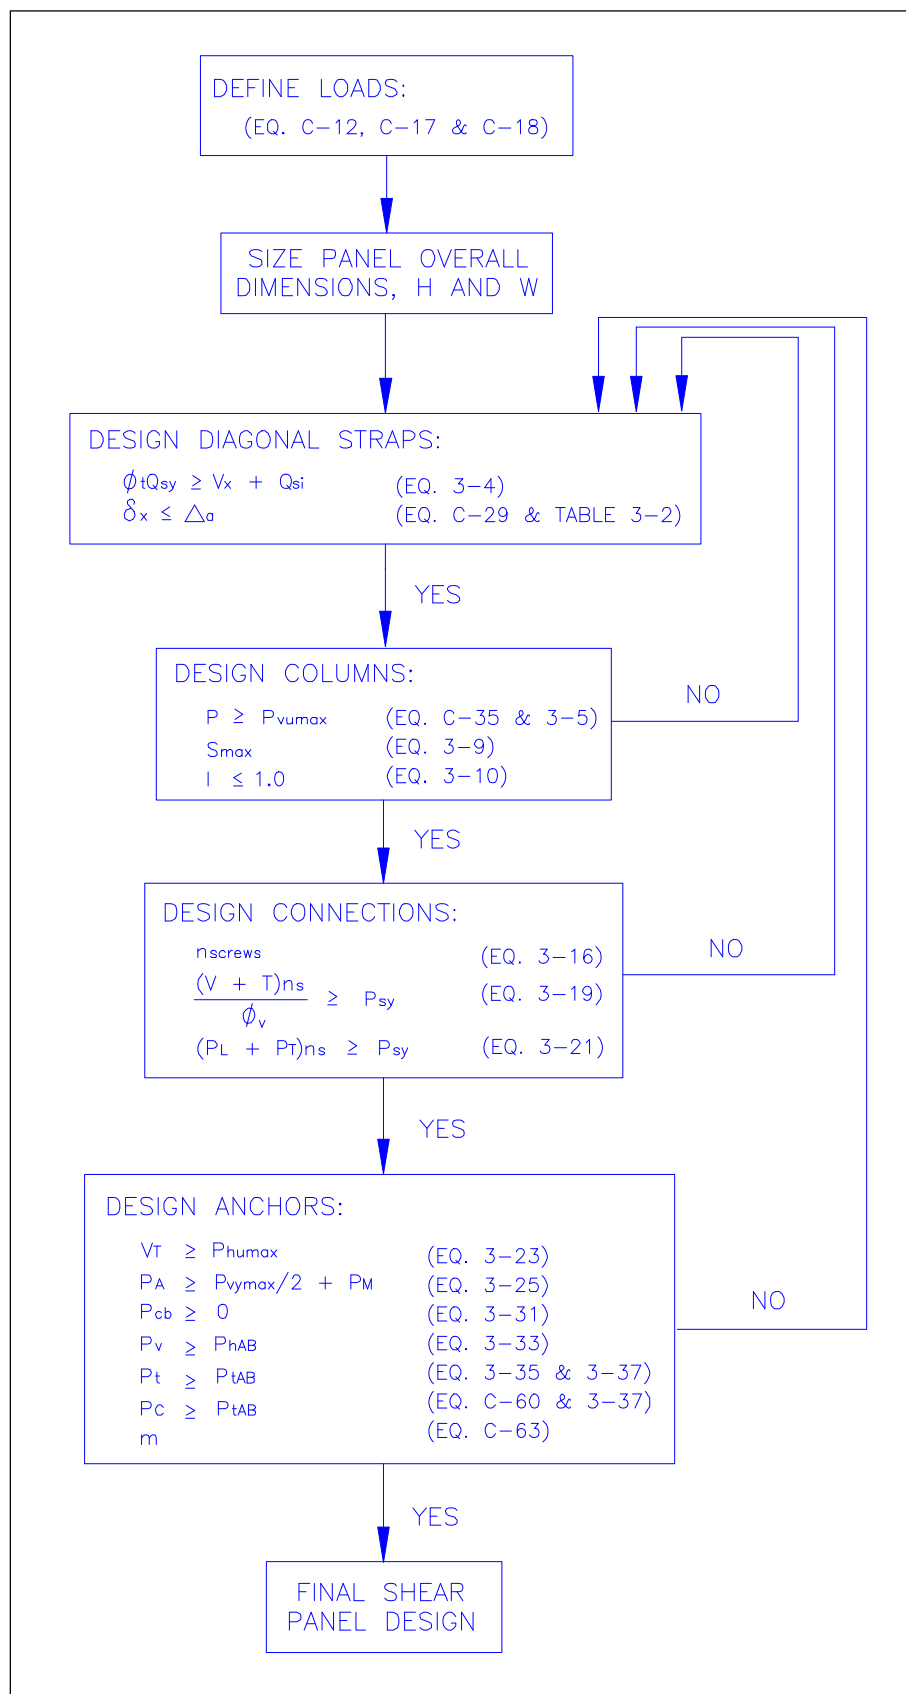 DEFINE LOADS:
(EQ. C-12, C-17 & C-18)
SIZE PANEL OVERALL
DIMENSIONS, H AND W
DESIGN DIAGONAL STRAPS:
ϕtQsy ≥ Vx + Qsi (EQ. 3-4)
δx ≤ △a (EQ. C-29 & TABLE 3-2)
YES
DESIGN COLUMNS:
NO
P ≥ Pvumax (EQ. C-35 & 3-5)
Smax (EQ. 3-9)
I ≤ 1.0 (EQ. 3-10)
YES
DESIGN CONNECTIONS:
nscrews (EQ. 3-16)
NO
(V + T)ns / ϕv ≥ Psy (EQ. 3-19)
(PL + PT)ns ≥ Psy (EQ. 3-21)
YES
DESIGN ANCHORS:
VT ≥ Phumax (EQ. 3-23)
PA ≥ Pvymax/2 + PM (EQ. 3-25)
NO
Pcb ≥ 0 (EQ. 3-31)
Pv ≥ PhAB (EQ. 3-33)
Pt ≥ PtAB (EQ. 3-35 & 3-37)
PC ≥ PtAB (EQ. C-60 & 3-37)
m (EQ. C-63)
YES
FINAL SHEAR
PANEL DESIGN